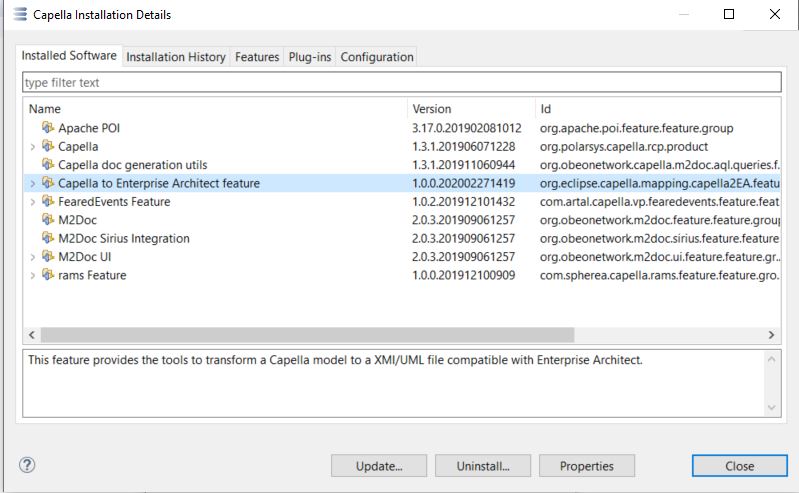 Capella Installation Details
Installed Software Installation History Features Plug-ins Configuration
type filter text
Name Version Id
Apache POI 3.17.0.201902081012 org.apache.poi.feature.feature.group
Capella 1.3.1.201906071228 org.polarsys.capella.rcp.product
Capella doc generation utils 1.3.1.201911060944 org.obeonetwork.capella.m2doc.aql.queries.f.
Capella to Enterprise Architect feature 1.0.0.202002271419 org.eclipse.capella.mapping.capella2EA.featu
FearedEvents Feature 1.0.2.201912101432 com.artal.capella.vp.fearedevents.feature.feat
M2Doc 2.0.3.201909061257 org.obeonetwork.m2doc.feature.feature.group
M2Doc Sirius Integration 2.0.3.201909061257 org.obeonetwork.m2doc.sirius.feature.feature
M2Doc UI 2.0.3.201909061257 org.obeonetwork.m2doc.ui.feature.feature.gr..
rams Feature 1.0.0.201912100909 com.spherea.capella.rams.feature.feature.gro.
This feature provides the tools to transform a Capella model to a XMI/UML file compatible with Enterprise Architect.
? Update... Uninstall... Properties Close